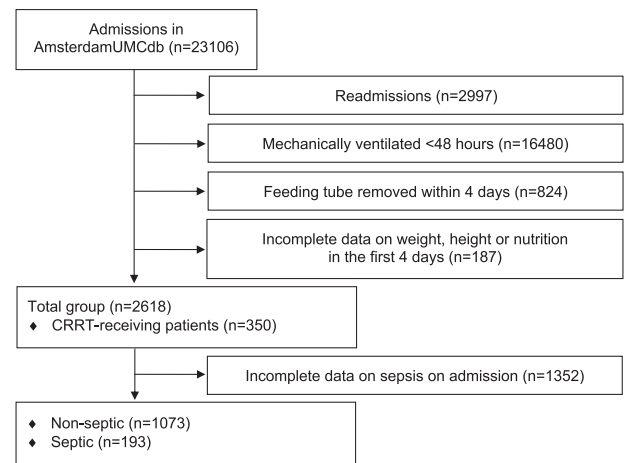 Admissions in
AmsterdamUMCdb (n=23106)
Readmissions (n=2997)
Mechanically ventilated <48 hours (n=16480)
Feeding tube removed within 4 days (n=824)
Incomplete data on weight, height or nutrition
in the first 4 days (n=187)
Total group (n=2618)
♦ CRRT-receiving patients (n=350)
Incomplete data on sepsis on admission (n=1352)
♦ Non-septic (n=1073)
♦ Septic (n=193)